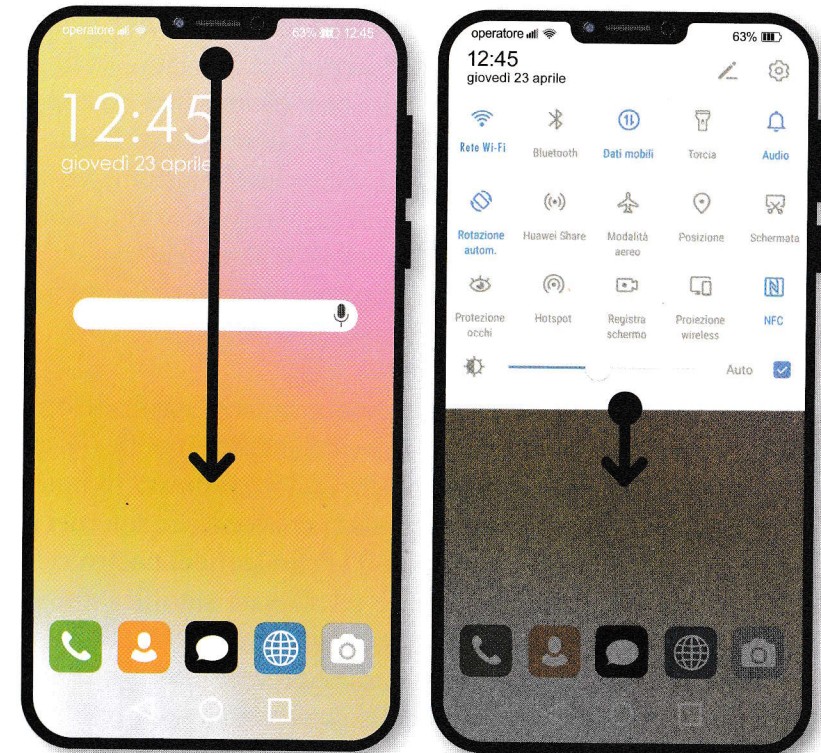 operatore 63% 12:45
12:45
giovedì 23 aprile
operatore 63%
12:45
giovedì 23 aprile
Rete Wi-Fi Bluetooth Dati mobili Torcia Audio
Rotazione autom. Huawei Share Modalità aereo Posizione Schermata
Protezione occhi Hotspot Registra schermo Proiezione wireless NFC
Auto